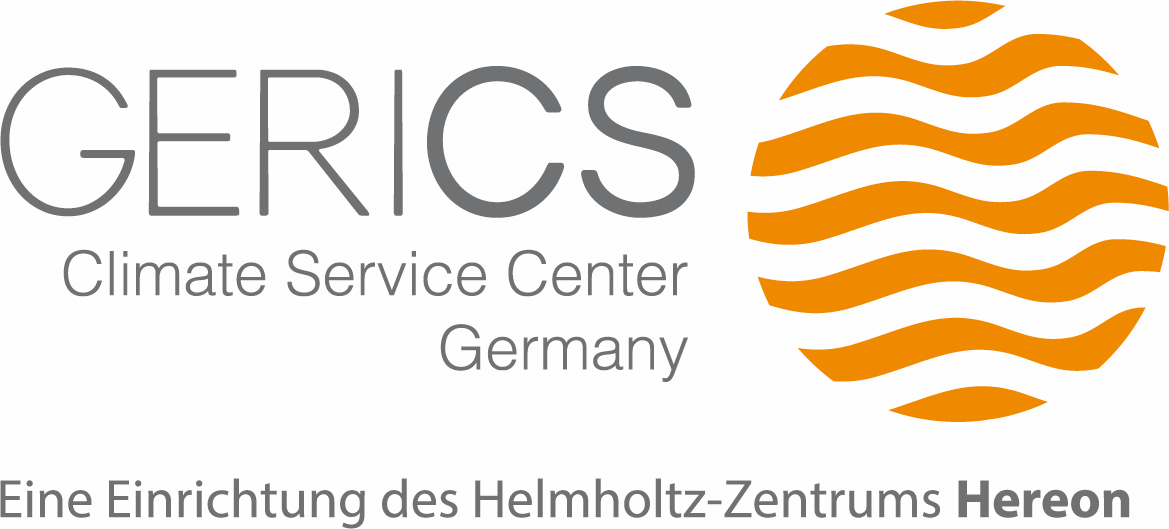 GERICS
Climate Service Center
Germany
Eine Einrichtung des Helmholtz-Zentrums Hereon